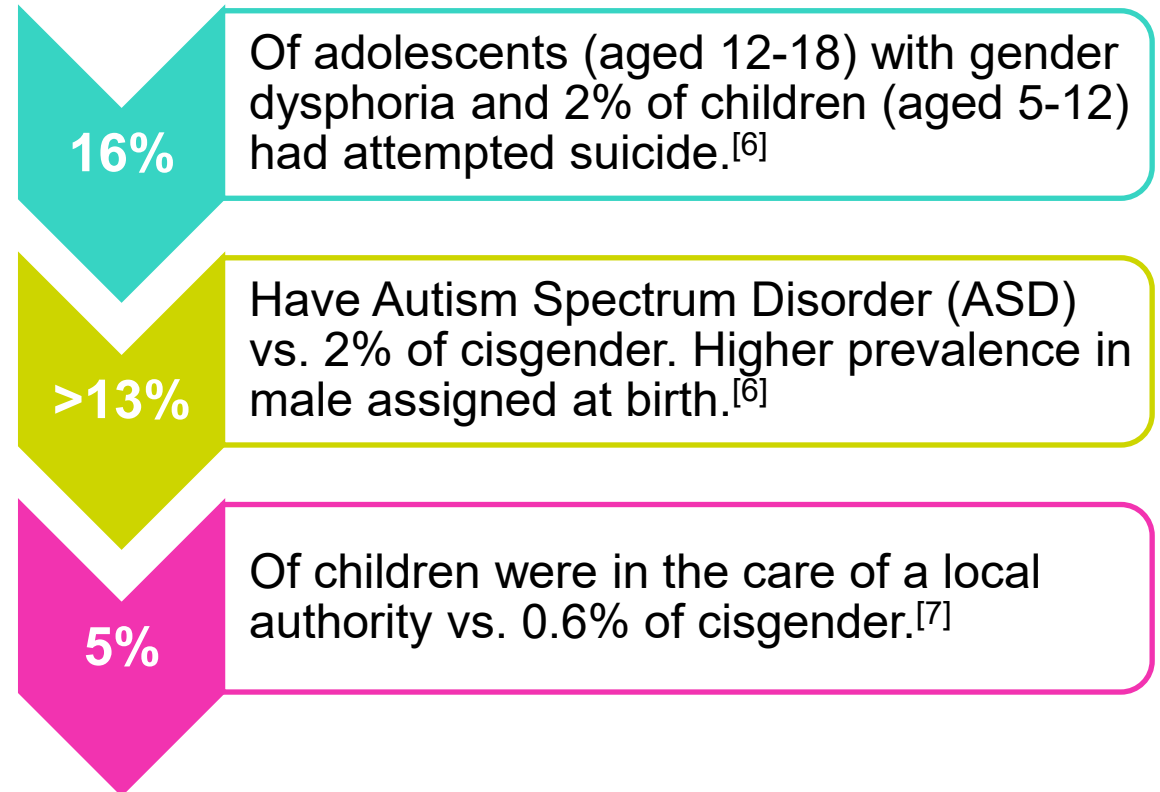 16%
Of adolescents (aged 12-18) with gender
dysphoria and 2% of children (aged 5-12)
had attempted suicide.[6]
>13%
Have Autism Spectrum Disorder (ASD)
vs. 2% of cisgender. Higher prevalence in
male assigned at birth.[6]
5%
Of children were in the care of a local
authority vs. 0.6% of cisgender.[7]